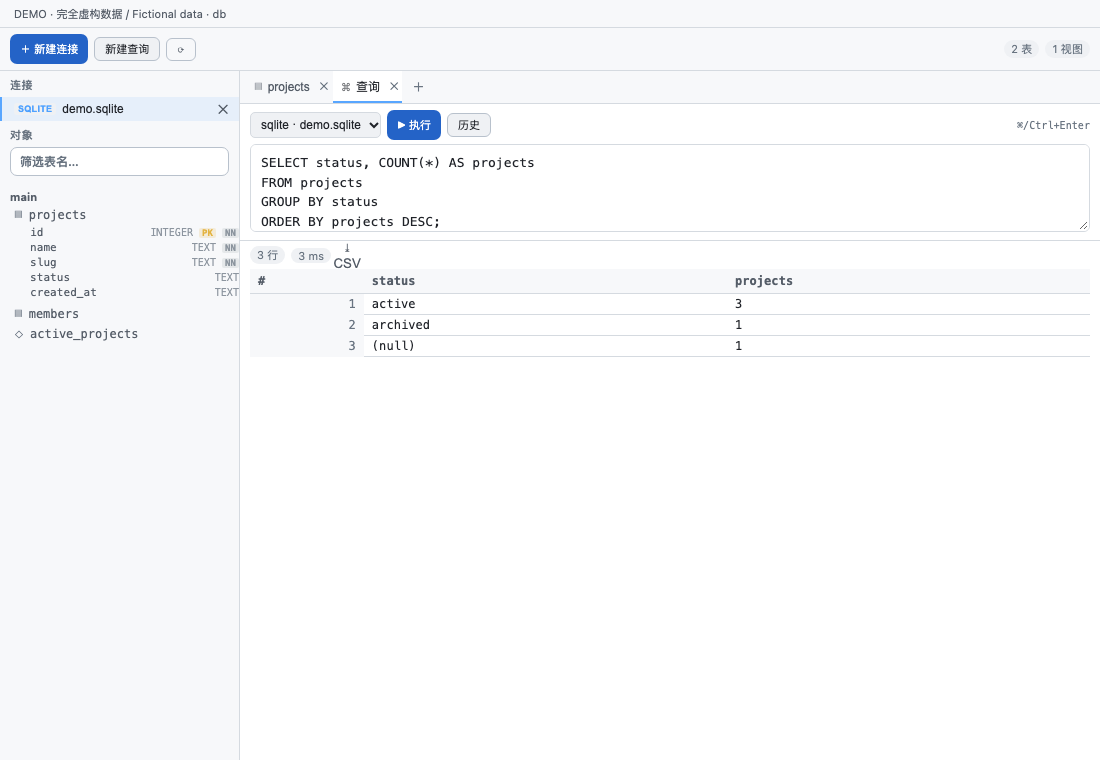 DEMO · 完全虚构数据 / Fictional data · db
+ 新建连接 新建查询 ⟳ 2 表 1 视图
连接
SQLITE demo.sqlite ×
对象
筛选表名...
main
projects
id INTEGER PK NN
name TEXT NN
slug TEXT NN
status TEXT
created_at TEXT
members
◇ active_projects
projects × ⌘ 查询 × +
sqlite · demo.sqlite ▶ 执行 历史 ⌘/Ctrl+Enter
SELECT status, COUNT(*) AS projects
FROM projects
GROUP BY status
ORDER BY projects DESC;
3 行 3 ms ⤓ CSV
# status projects
1 active 3
2 archived 1
3 (null) 1